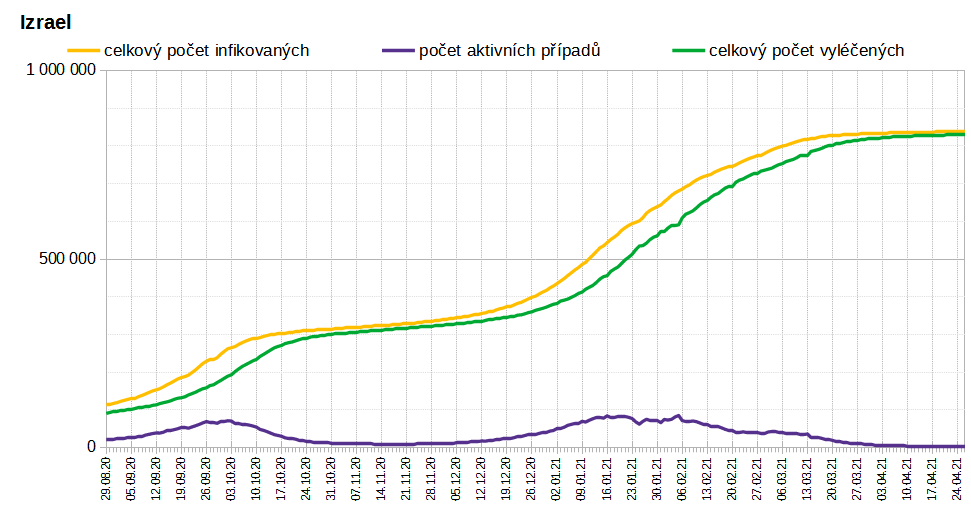 Izrael
celkový počet infikovaných počet aktivních případů celkový počet vyléčených
1 000 000
500 000
0
29.08.20 05.09.20 12.09.20 19.09.20 26.09.20 03.10.20 10.10.20 17.10.20 24.10.20 31.10.20 07.11.20 14.11.20 21.11.20 28.11.20 05.12.20 12.12.20 19.12.20 26.12.20 02.01.21 09.01.21 16.01.21 23.01.21 30.01.21 06.02.21 13.02.21 20.02.21 27.02.21 06.03.21 13.03.21 20.03.21 27.03.21 03.04.21 10.04.21 17.04.21 24.04.21